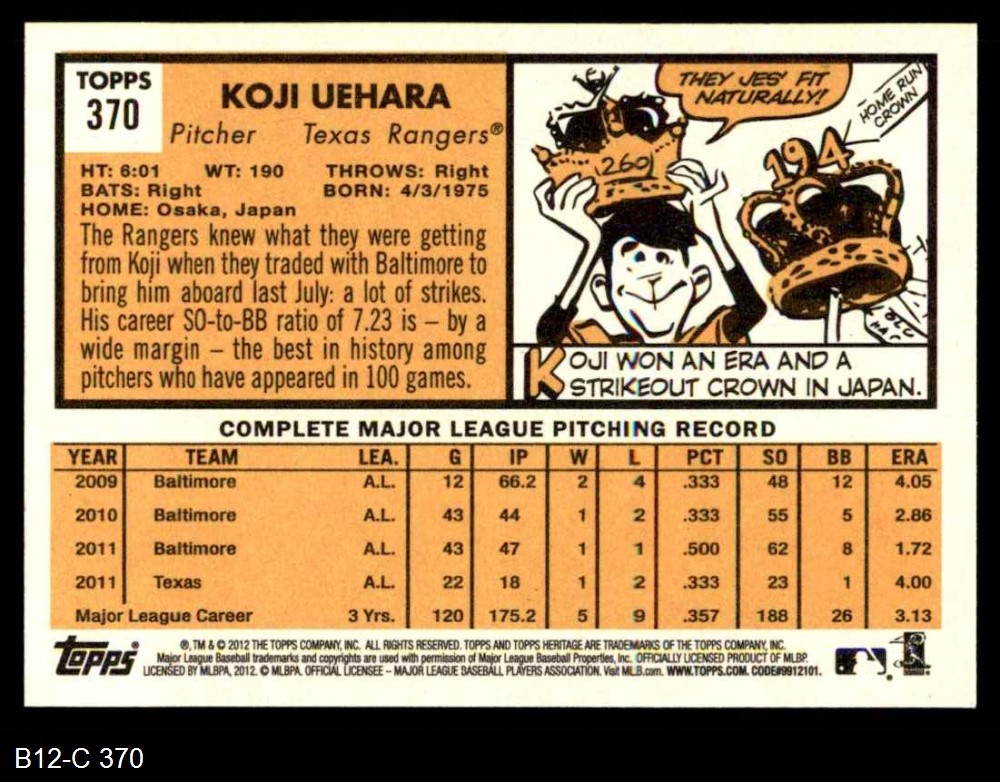 TOPPS
370
KOJI UEHARA
Pitcher Texas Rangers®
HT: 6:01 WT: 190 THROWS: Right
BATS: Right BORN: 4/3/1975
HOME: Osaka, Japan
The Rangers knew what they were getting
from Koji when they traded with Baltimore to
bring him aboard last July: a lot of strikes.
His career SO-to-BB ratio of 7.23 is – by a
wide margin – the best in history among
pitchers who have appeared in 100 games.
THEY JES' FIT
NATURALLY!
HOME RUN
CROWN
260
194
KOJI WON AN ERA AND A
STRIKEOUT CROWN IN JAPAN.
COMPLETE MAJOR LEAGUE PITCHING RECORD
YEAR TEAM LEA. G IP W L PCT SO BB ERA
2009 Baltimore A.L. 12 66.2 2 4 .333 48 12 4.05
2010 Baltimore A.L. 43 44 1 2 .333 55 5 2.86
2011 Baltimore A.L. 43 47 1 1 .500 62 8 1.72
2011 Texas A.L. 22 18 1 2 .333 23 1 4.00
Major League Career 3 Yrs. 120 175.2 5 9 .357 188 26 3.13
topps®
®, TM & © 2012 THE TOPPS COMPANY, INC. ALL RIGHTS RESERVED. TOPPS AND TOPPS HERITAGE ARE TRADEMARKS OF THE TOPPS COMPANY, INC.
Major League Baseball trademarks and copyrights are used with permission of Major League Baseball Properties, Inc. OFFICIALLY LICENSED PRODUCT OF MLBP.
LICENSED BY MLBPA, 2012. © MLBPA. OFFICIAL LICENSEE – MAJOR LEAGUE BASEBALL PLAYERS ASSOCIATION. Visit MLB.com. WWW.TOPPS.COM. CODE#9912101.
B12-C 370